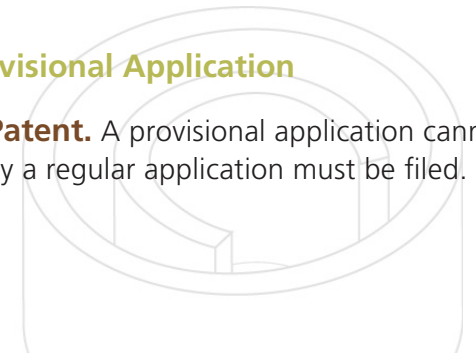 visional Application
Patent. A provisional application cann
y a regular application must be filed.